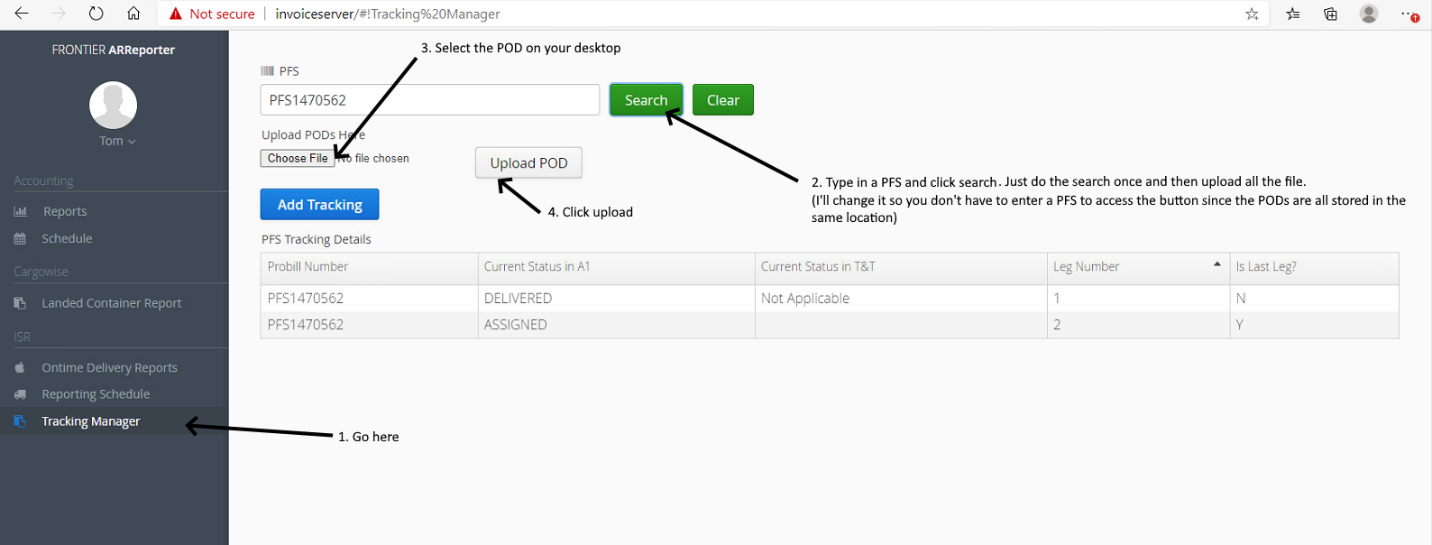 Not secure | invoiceserver/#!Tracking%20Manager
FRONTIER ARReporter
Tom
Accounting
Reports
Schedule
Cargowise
Landed Container Report
ISR
Ontime Delivery Reports
Reporting Schedule
Tracking Manager
1. Go here
3. Select the POD on your desktop
PFS
PFS1470562 Search Clear
Upload PODs Here
Choose File No file chosen Upload POD
2. Type in a PFS and click search. Just do the search once and then upload all the file.
(I'll change it so you don't have to enter a PFS to access the button since the PODs are all stored in the
same location)
Add Tracking
4. Click upload
PFS Tracking Details
Probill Number Current Status in A1 Current Status in T&T Leg Number Is Last Leg?
PFS1470562 DELIVERED Not Applicable 1 N
PFS1470562 ASSIGNED 2 Y